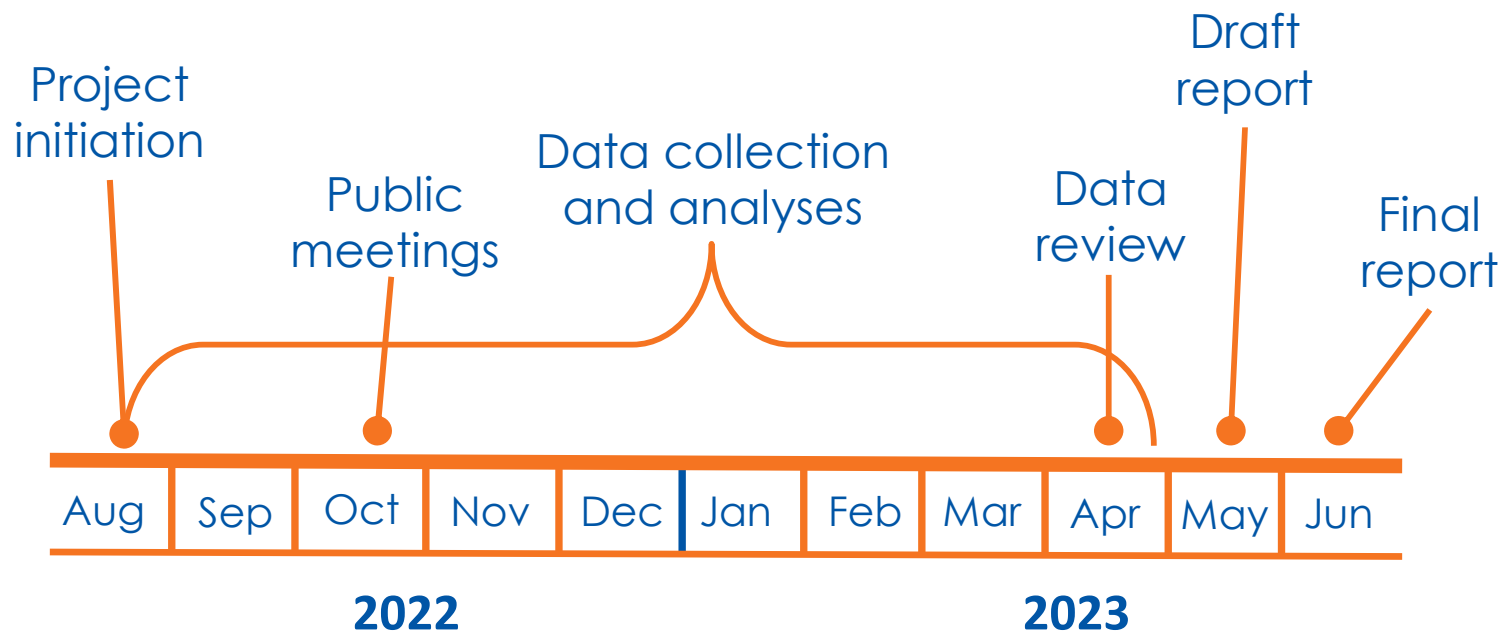 Project
initiation
Public
meetings
Data collection
and analyses
Data
review
Draft
report
Final
report
Aug Sep Oct Nov Dec Jan Feb Mar Apr May Jun
2022 2023